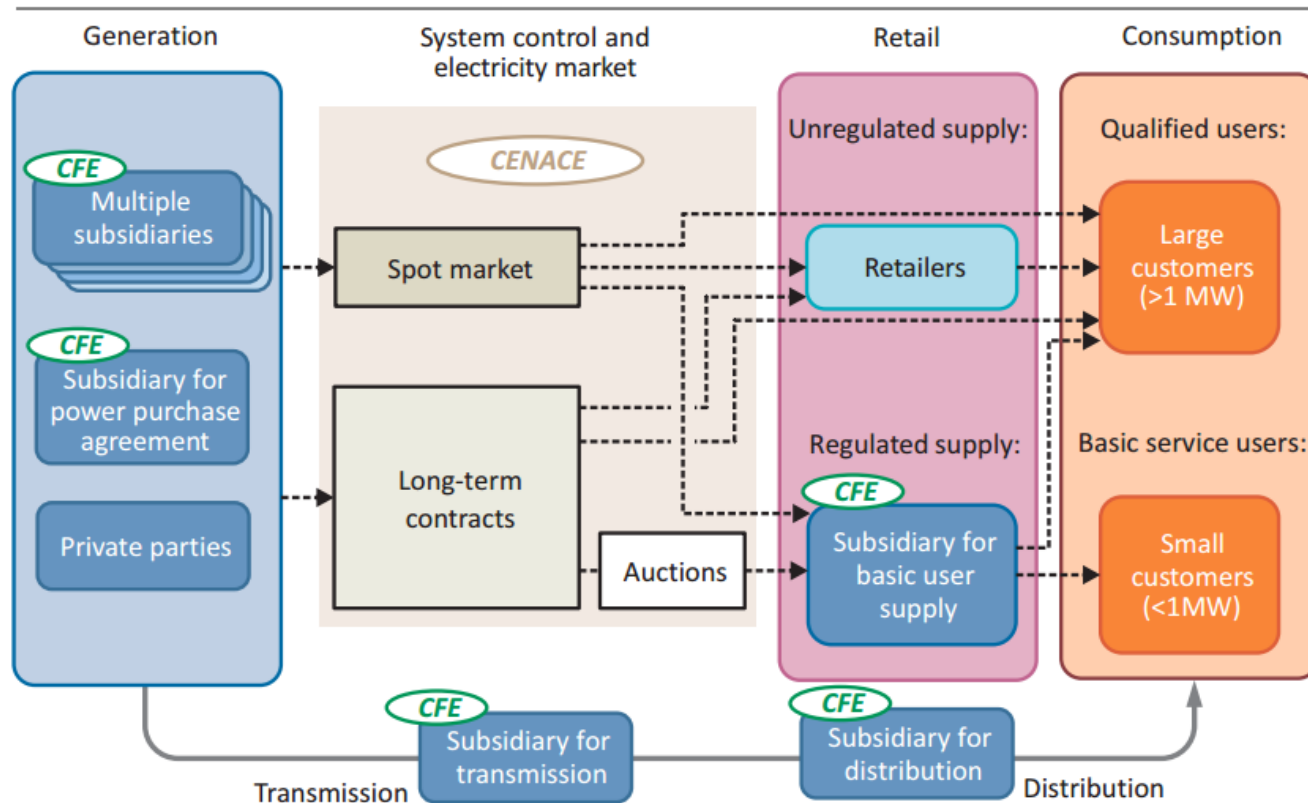 Generation
System control and
electricity market
Retail
Consumption
CFE
Multiple
subsidiaries
CFE
Subsidiary for
power purchase
agreement
Private parties
CENACE
Spot market
Long-term
contracts
Auctions
Unregulated supply:
Retailers
Regulated supply:
CFE
Subsidiary for
basic user
supply
Qualified users:
Large
customers
(>1 MW)
Basic service users:
Small
customers
(<1MW)
Transmission
CFE
Subsidiary for
transmission
CFE
Subsidiary for
distribution
Distribution